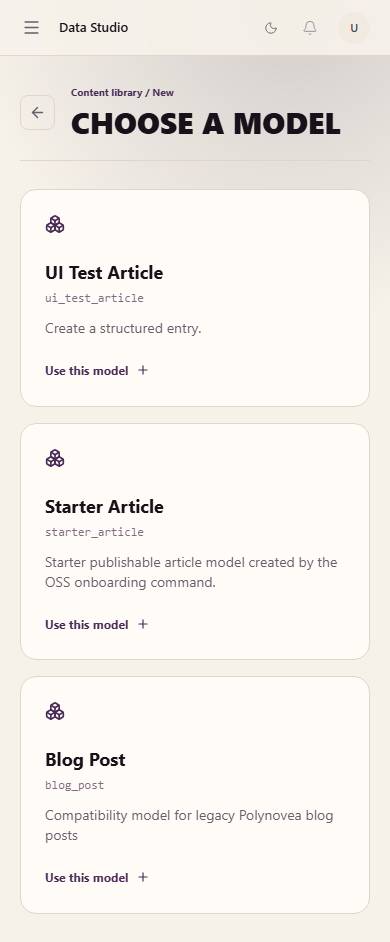 Data Studio
U
Content library / New
CHOOSE A MODEL
UI Test Article
ui_test_article
Create a structured entry.
Use this model +
Starter Article
starter_article
Starter publishable article model created by the
OSS onboarding command.
Use this model +
Blog Post
blog_post
Compatibility model for legacy Polynovea blog
posts
Use this model +